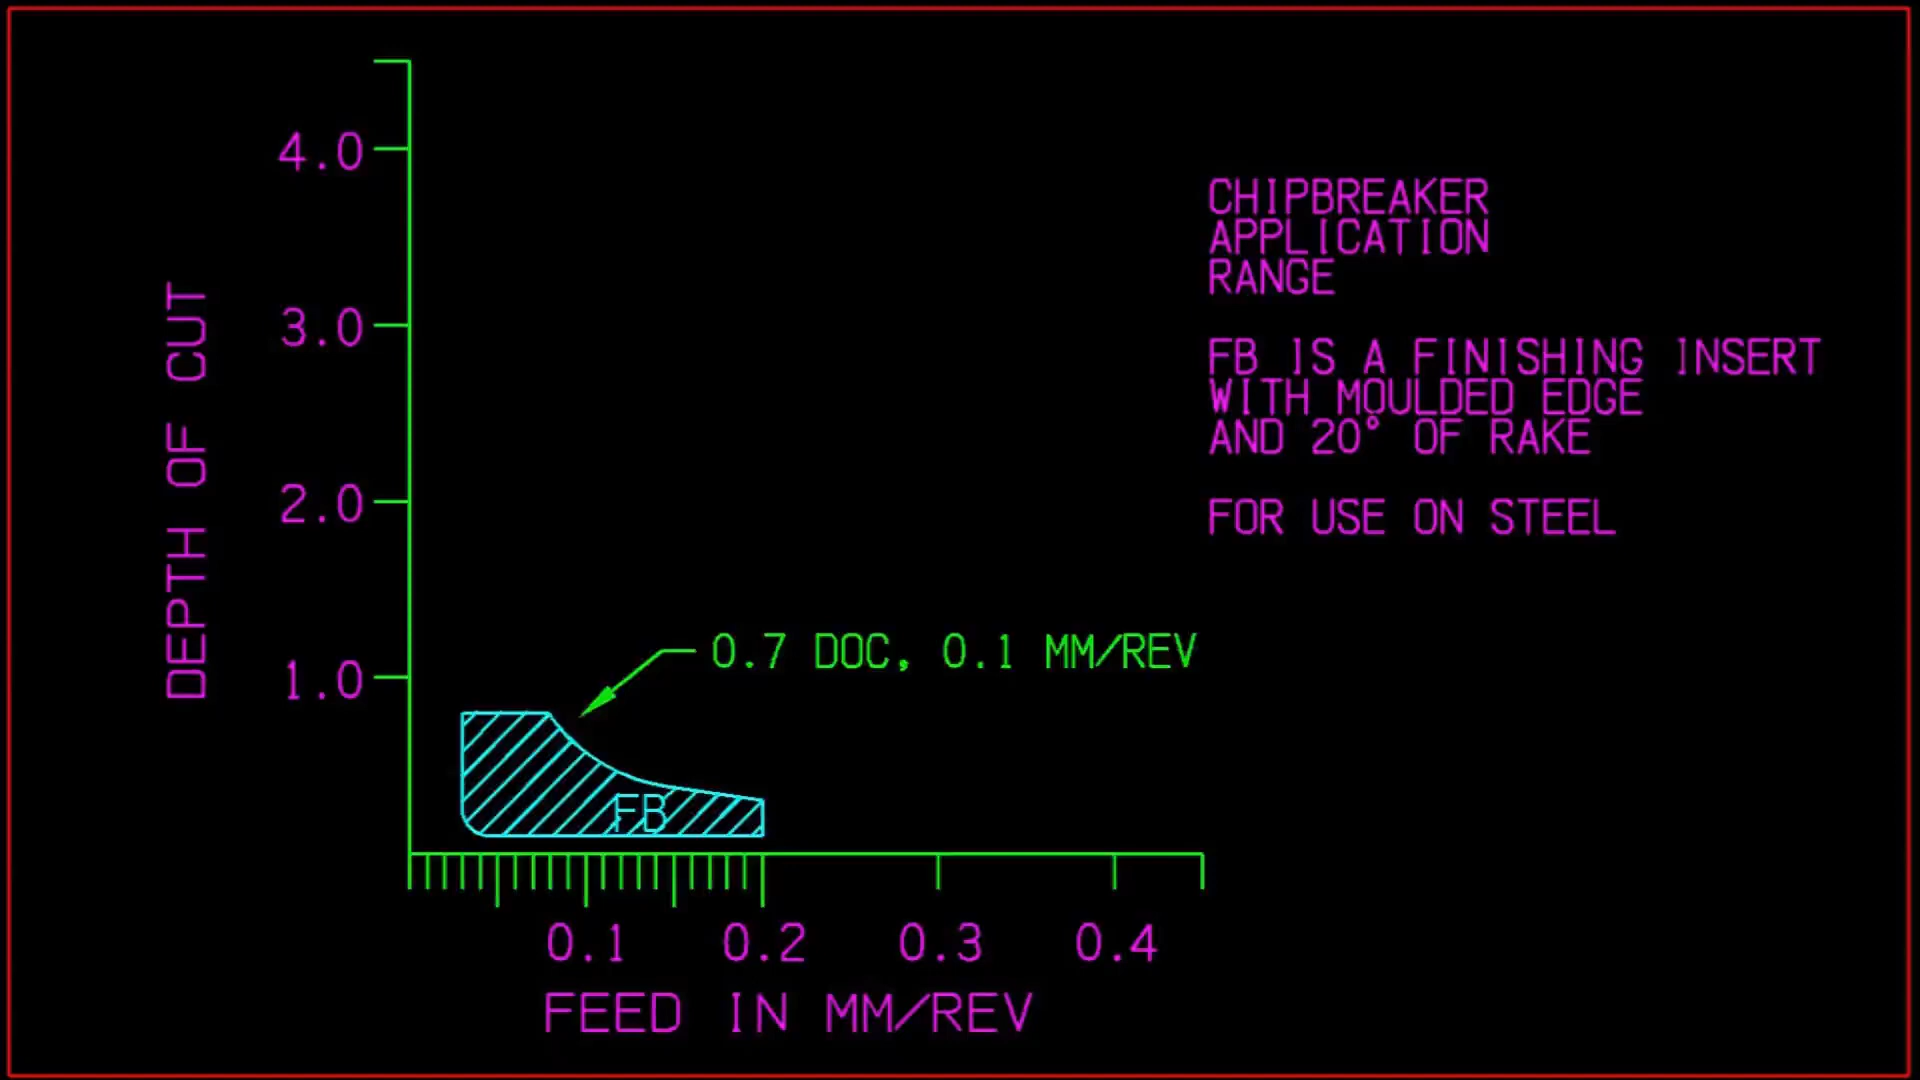 CHIPBREAKER
APPLICATION
RANGE
FB IS A FINISHING INSERT
WITH MOULDED EDGE
AND 20° OF RAKE
FOR USE ON STEEL
DEPTH OF CUT
4.0
3.0
2.0
1.0
0.7 DOC, 0.1 MM/REV
FB
0.1 0.2 0.3 0.4
FEED IN MM/REV